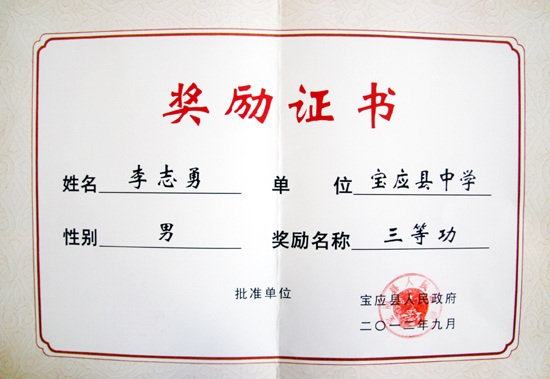 奖励证书
姓名 李志勇 单位 宝应县中学
性别 男 奖励名称 三等功
批准单位 宝应县人民政府
二〇一二年九月